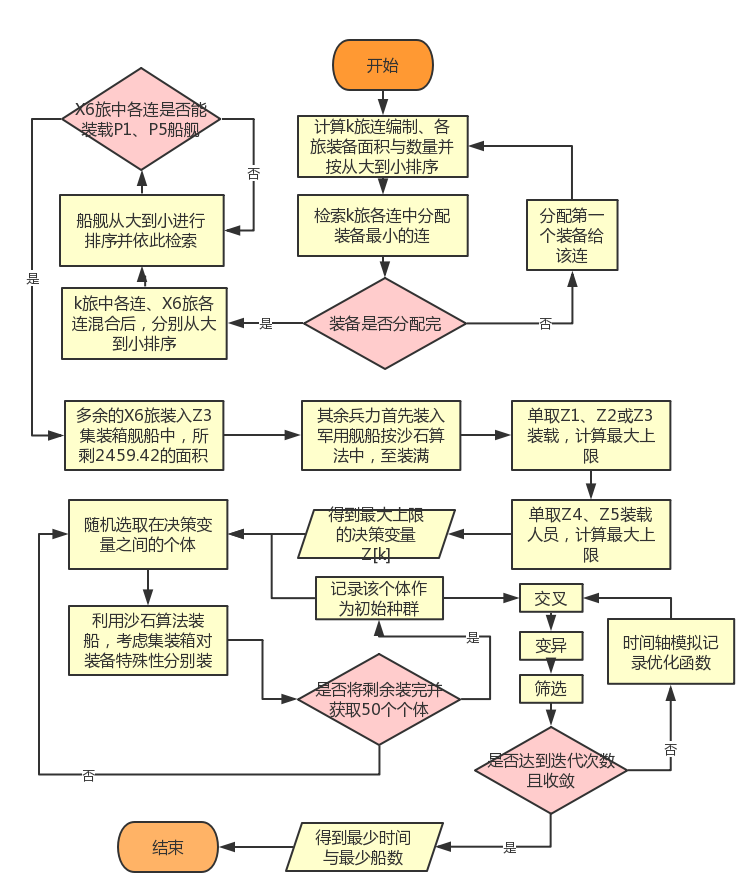 开始
计算k旅连编制、各
旅装备面积与数量并
按从大到小排序
检索k旅各连中分配
装备最小的连
装备是否分配完
否
分配第一
个装备给
该连
是
k旅中各连、X6旅各
连混合后，分别从大
到小排序
船舰从大到小进行
排序并依此检索
X6旅中各连是否能
装载P1、P5船舰
否
是
多余的X6旅装入Z3
集装箱舰船中，所
剩2459.42的面积
其余兵力首先装入
军用舰船按沙石算
法中，至装满
单取Z1、Z2或Z3
装载，计算最大上
限
单取Z4、Z5装载
人员，计算最大上
限
得到最大上限
的决策变量
Z[k]
随机选取在决策变
量之间的个体
利用沙石算法装
船，考虑集装箱对
装备特殊性分别装
是否将剩余装完并
获取50个个体
否
是
记录该个体作
为初始种群
交叉
变异
筛选
是否达到迭代次数
且收敛
否
时间轴模拟记
录优化函数
是
得到最少时间
与最少船数
结束